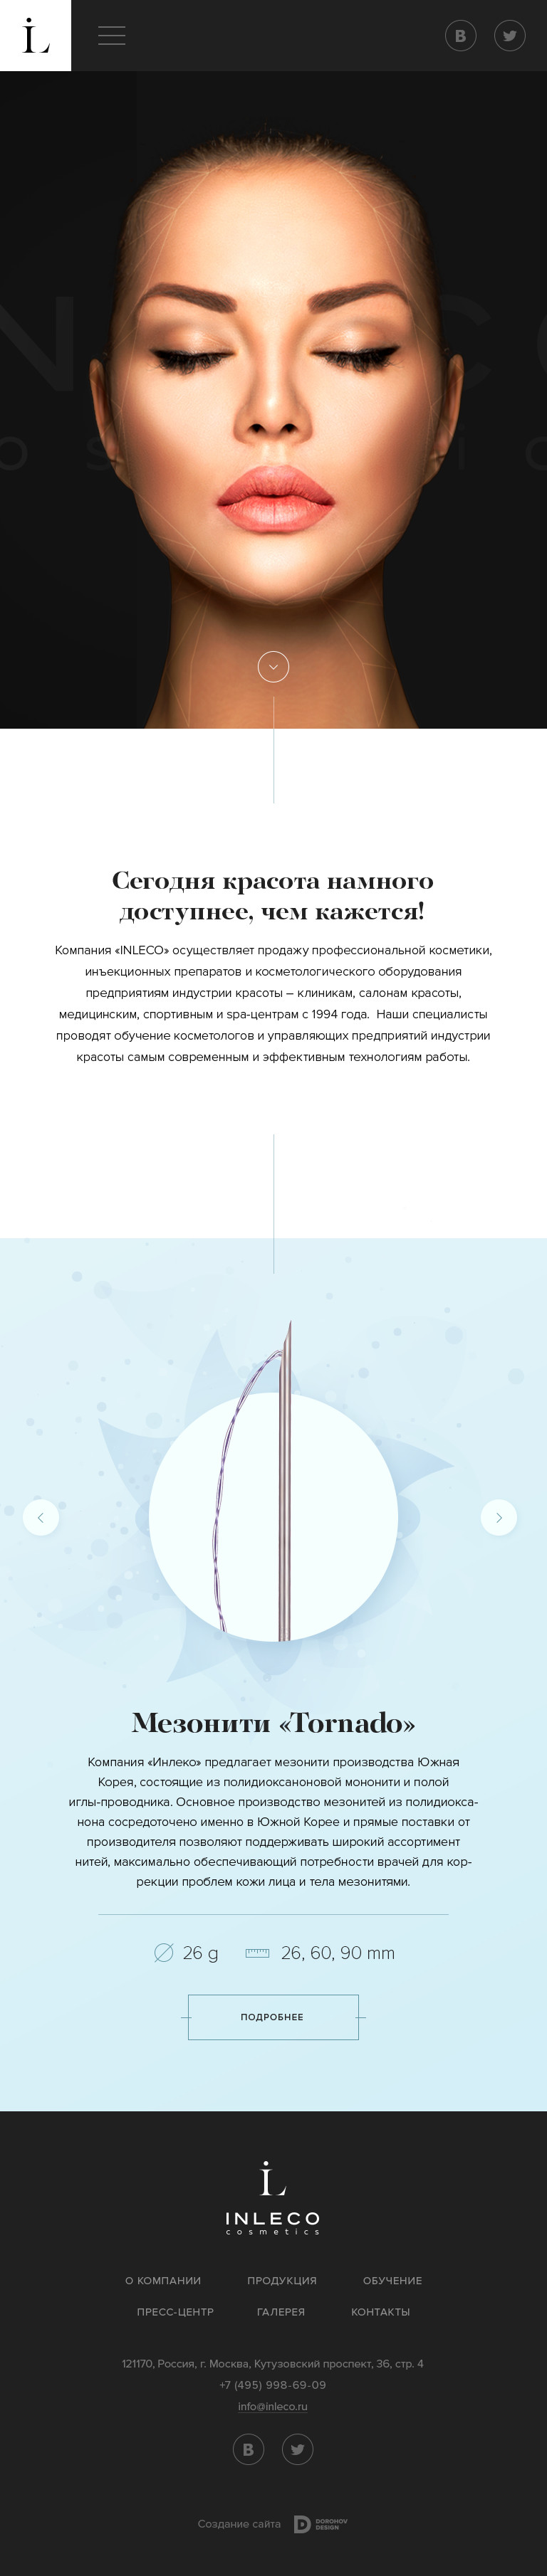 iL
B
N C O
o s i c
Сегодня красота намного
доступнее, чем кажется!
Компания «INLECO» осуществляет продажу профессиональной косметики,
инъекционных препаратов и косметологического оборудования
предприятиям индустрии красоты – клиникам, салонам красоты,
медицинским, спортивным и spa-центрам с 1994 года. Наши специалисты
проводят обучение косметологов и управляющих предприятий индустрии
красоты самым современным и эффективным технологиям работы.
Мезонити «Tornado»
Компания «Инлеко» предлагает мезонити производства Южная
Корея, состоящие из полидиоксаноновой мононити и полой
иглы-проводника. Основное производство мезонитей из полидиокса-
нона сосредоточено именно в Южной Корее и прямые поставки от
производителя позволяют поддерживать широкий ассортимент
нитей, максимально обеспечивающий потребности врачей для кор-
рекции проблем кожи лица и тела мезонитями.
26 g 26, 60, 90 mm
ПОДРОБНЕЕ
iL
INLECO
cosmetics
О КОМПАНИИ ПРОДУКЦИЯ ОБУЧЕНИЕ
ПРЕСС-ЦЕНТР ГАЛЕРЕЯ КОНТАКТЫ
121170, Россия, г. Москва, Кутузовский проспект, 36, стр. 4
+7 (495) 998-69-09
info@inleco.ru
B
Создание сайта D DOROHOV
DESIGN